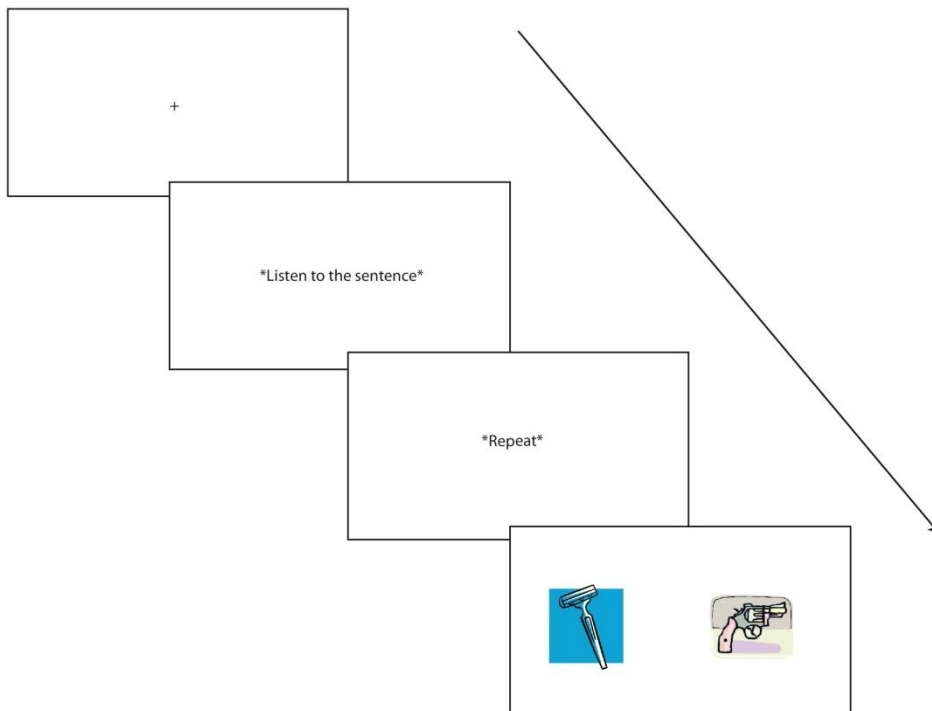 +
*Listen to the sentence*
*Repeat*